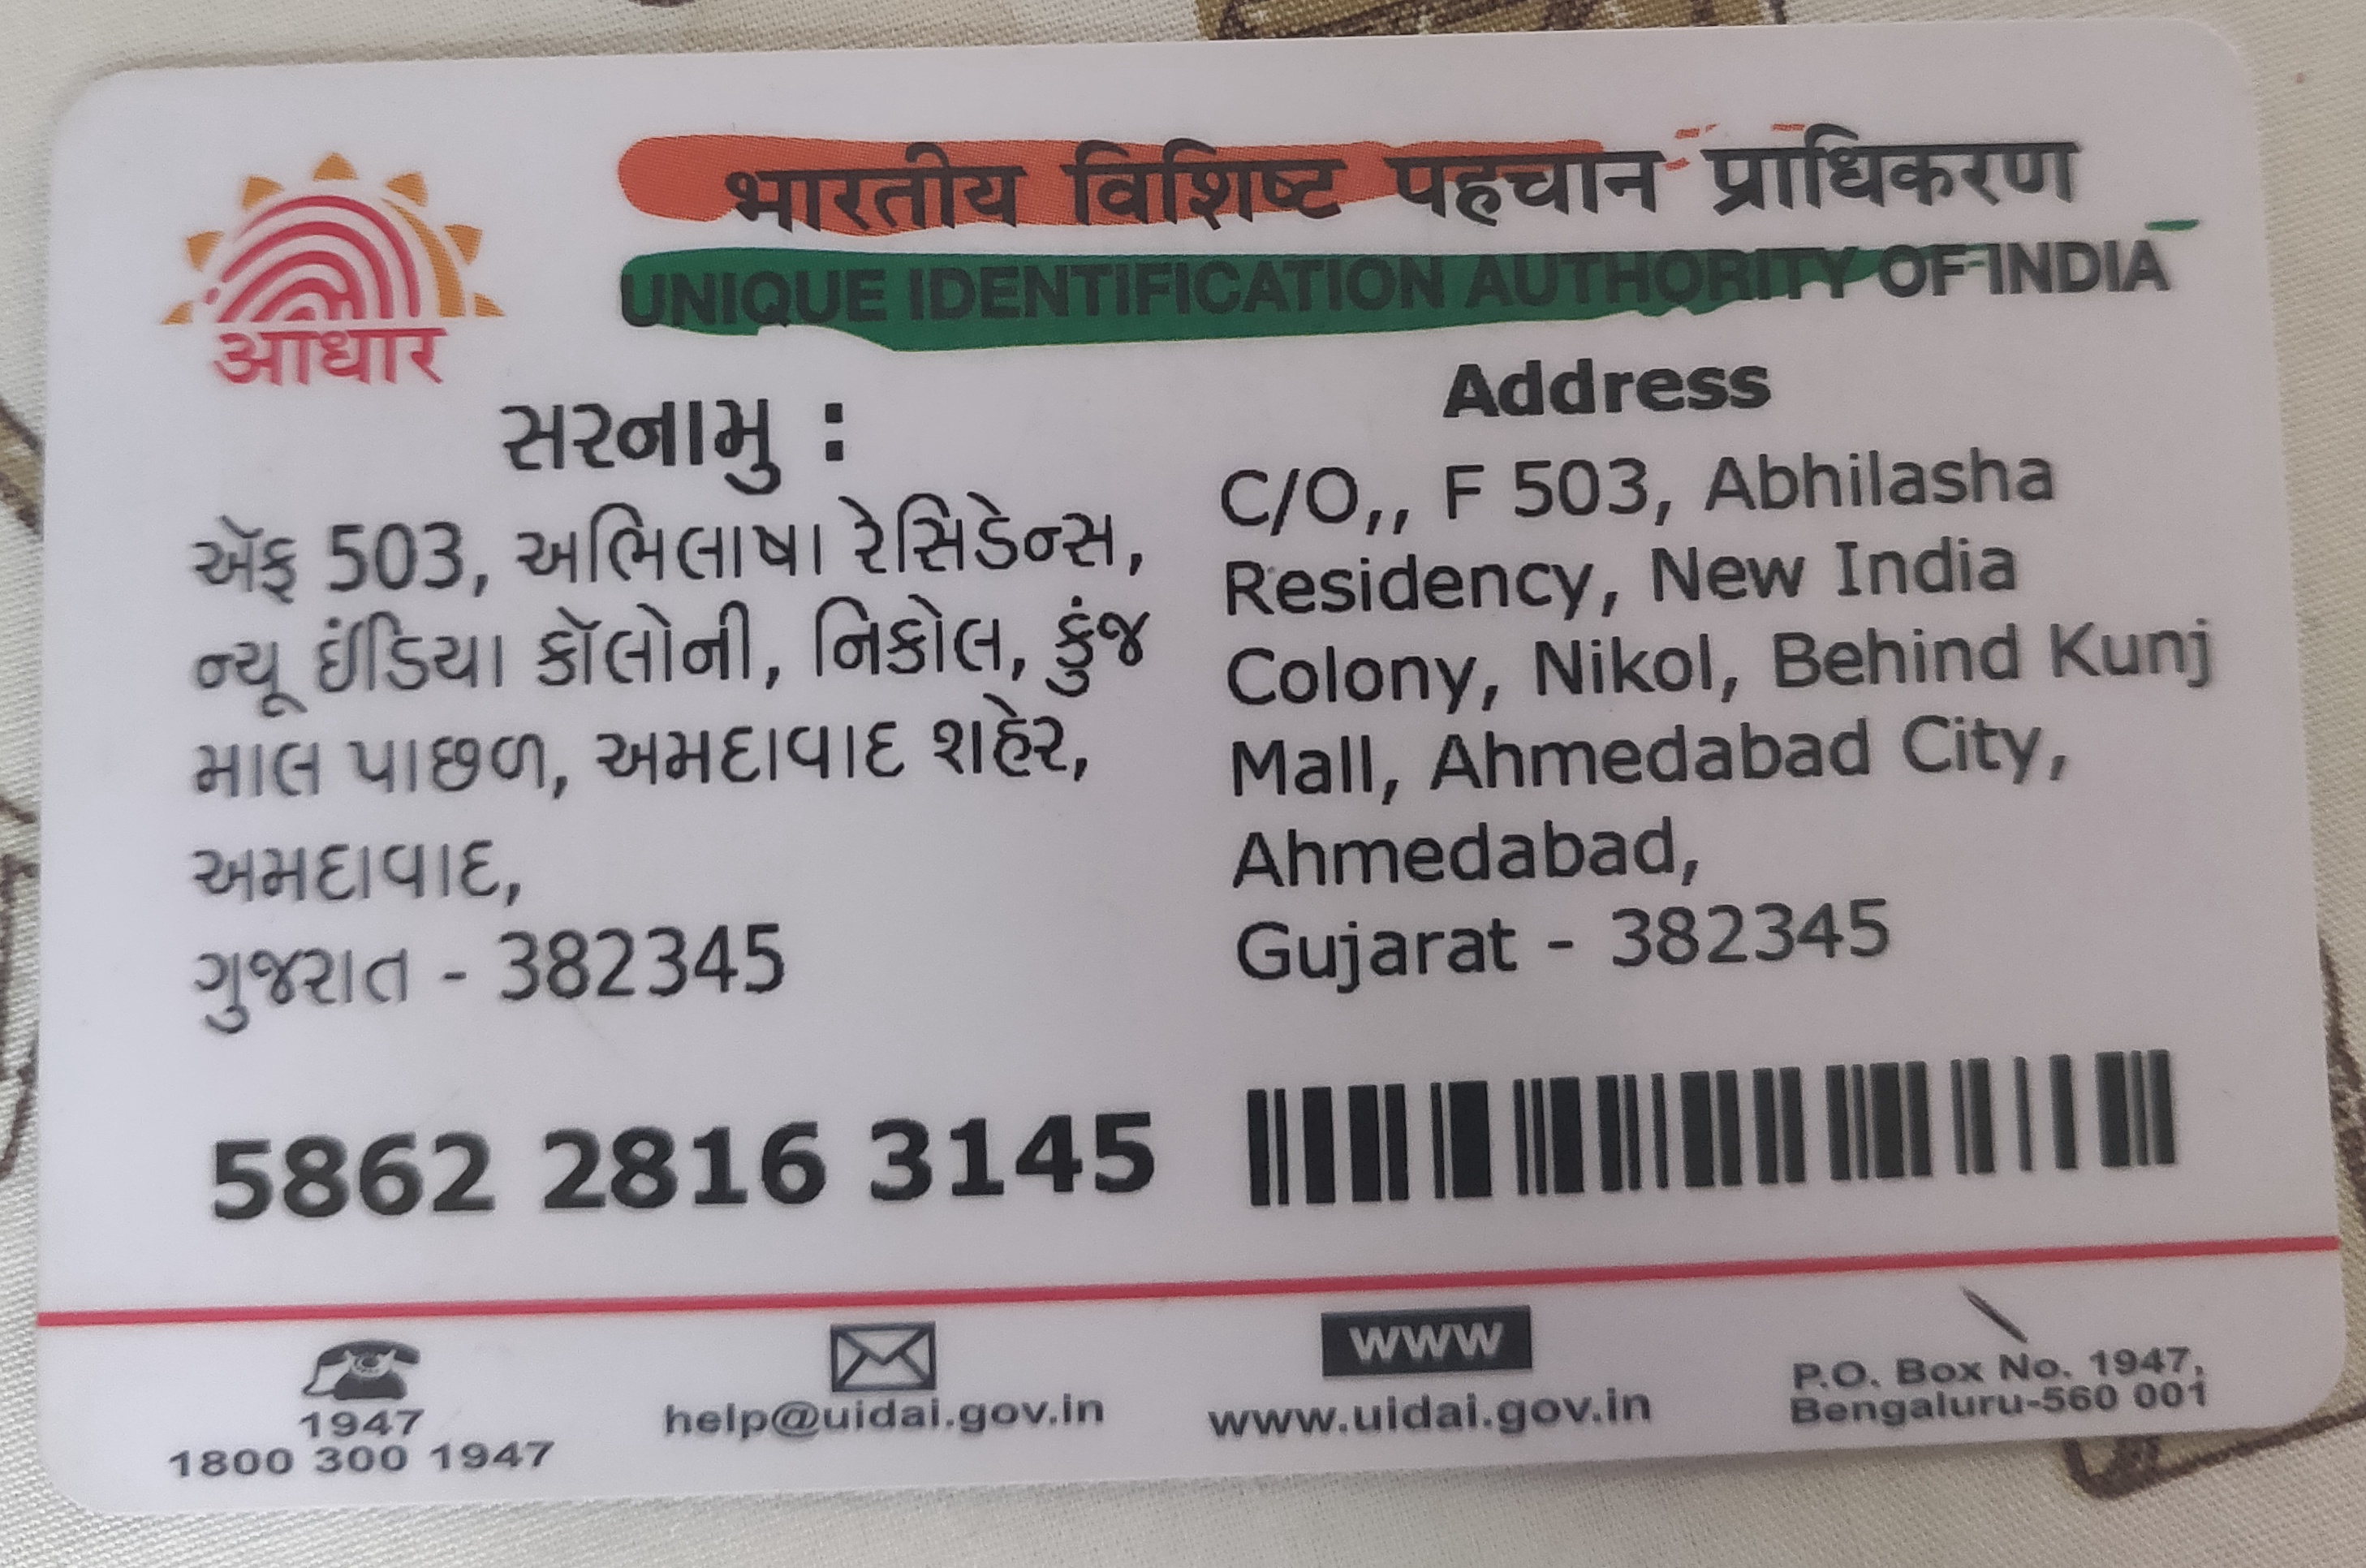 भारतीय विशिष्ट पहचान प्राधिकरण
UNIQUE IDENTIFICATION AUTHORITY OF INDIA
आधार
સરનામુ :
ઍફ 503, અભિલાષા રેસિડેન્સ,
ન્યૂ ઈંડિયા કૉલોની, નિકોલ, કુંજ
માલ પાછળ, અમદાવાદ શહેર,
અમદાવાદ,
ગુજરાત - 382345
Address
C/O,, F 503, Abhilasha
Residency, New India
Colony, Nikol, Behind Kunj
Mall, Ahmedabad City,
Ahmedabad,
Gujarat - 382345
5862 2816 3145
1947
1800 300 1947
help@uidai.gov.in
WWW
www.uidai.gov.in
P.O. Box No. 1947,
Bengaluru-560 001